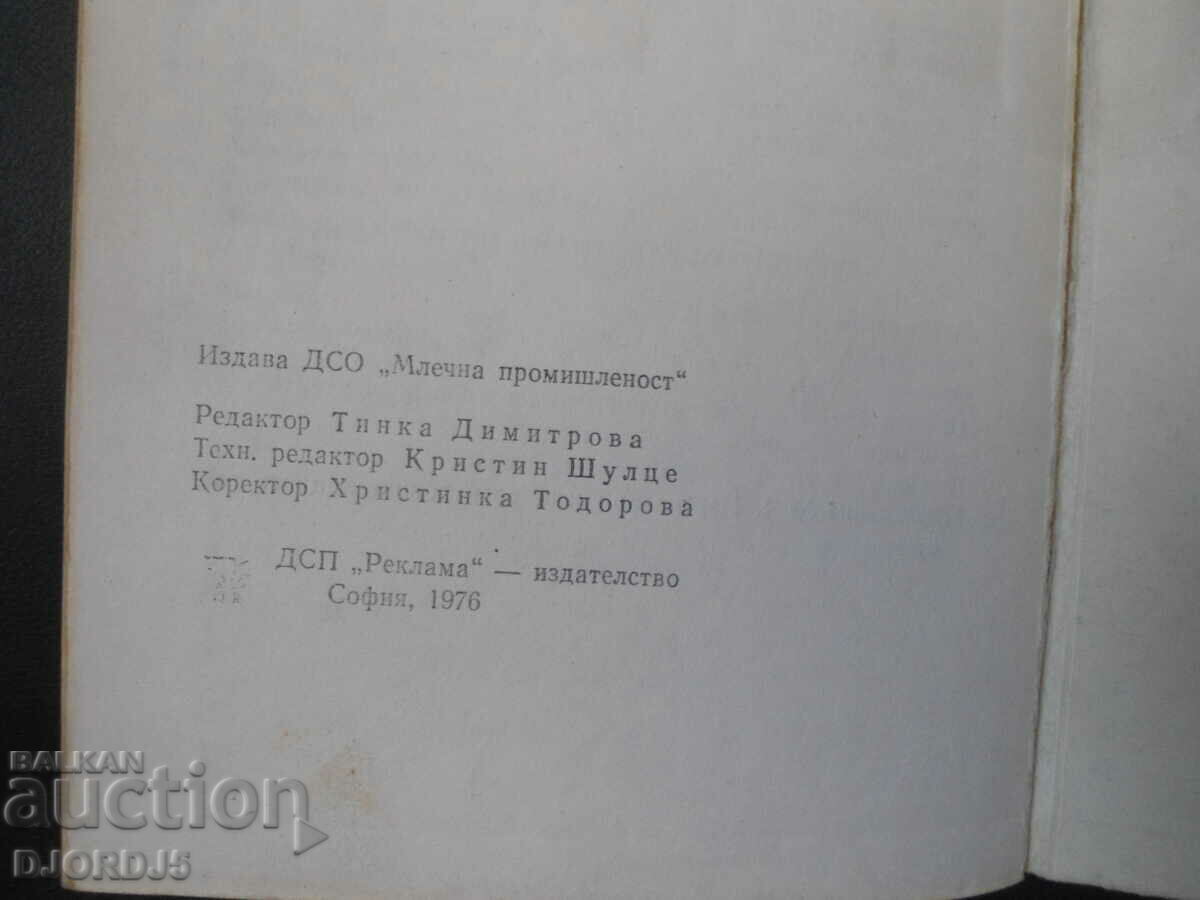 Издава ДСО „Млечна промишленост“
Редактор Тинка Димитрова
Техн. редактор Кристин Шулце
Коректор Христинка Тодорова
ДСП „Реклама“ — издателство
София, 1976
BALKAN
auction
DJORDJ5